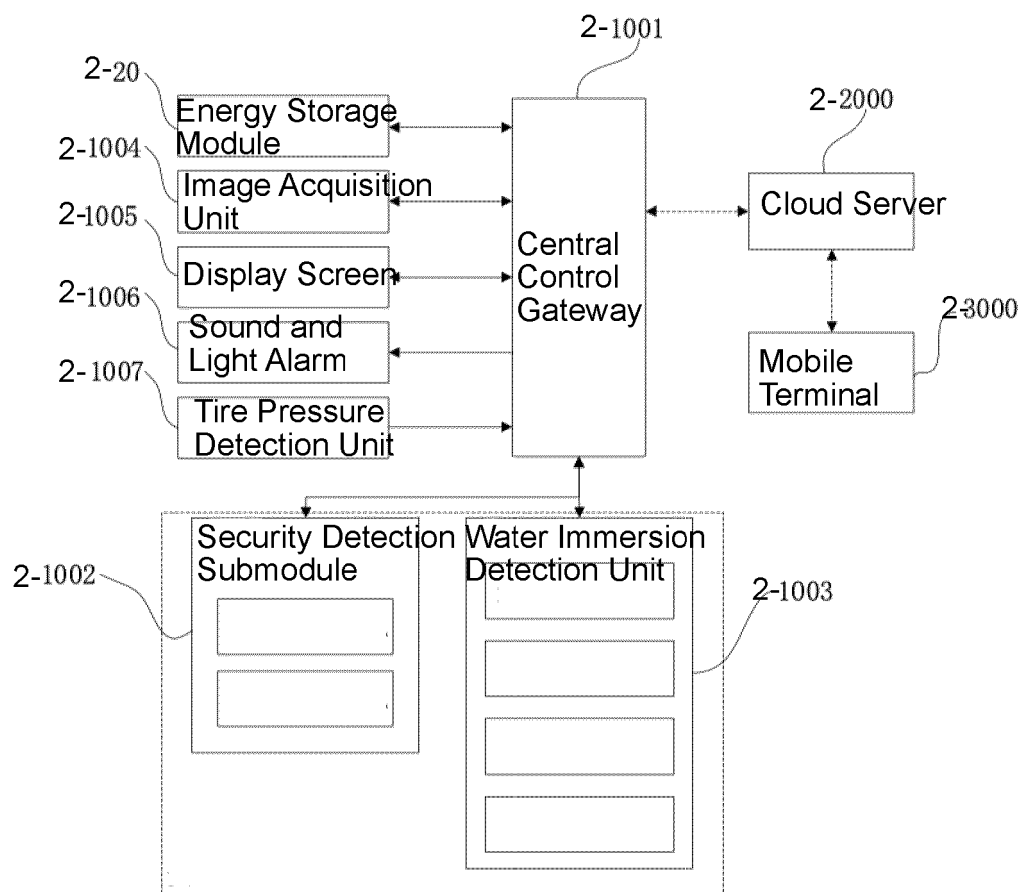 2-1001
2-20
Energy Storage
Module
2-1004
Image Acquisition
Unit
2-1005
Display Screen
2-1006
Sound and
Light Alarm
2-1007
Tire Pressure
Detection Unit
Central
Control
Gateway
2-2000
Cloud Server
2-3000
Mobile
Terminal
Security Detection
Submodule
2-1002
Water Immersion
Detection Unit
2-1003